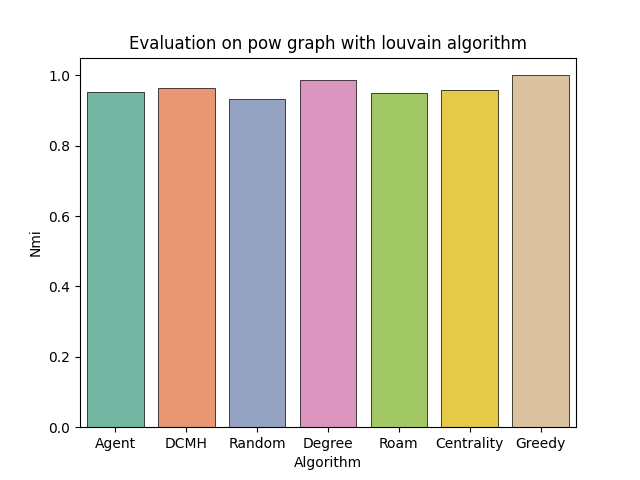 Evaluation on pow graph with louvain algorithm
1.0
0.8
0.6
0.4
0.2
0.0
Nmi
Agent DCMH Random Degree Roam Centrality Greedy
Algorithm